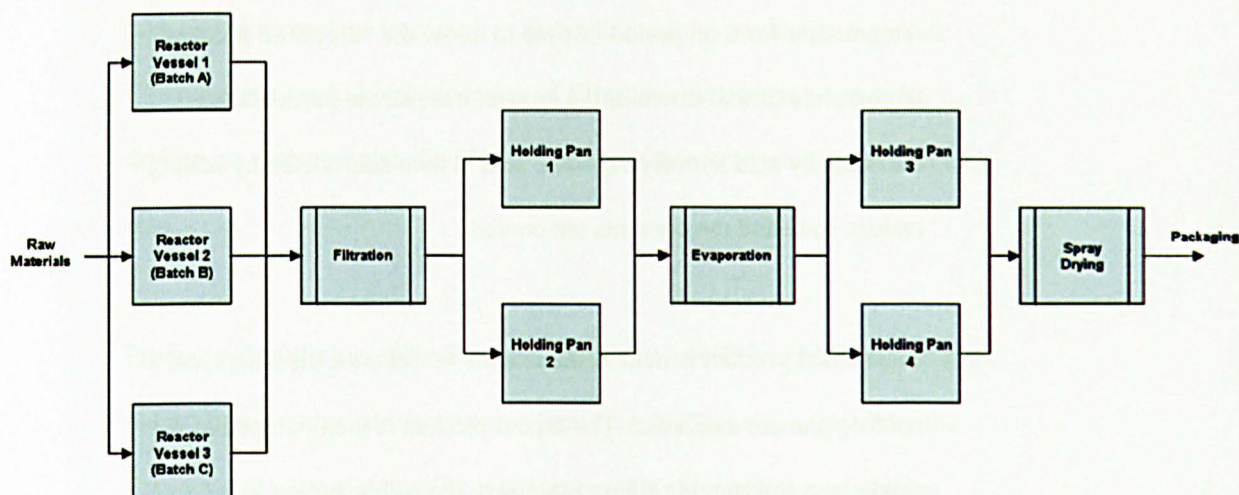 Reactor
Vessel 1
(Batch A)
Holding Pan
1
Holding Pan
3
Raw
Materials
Reactor
Vessel 2
(Batch B)
Filtration
Evaporation
Spray
Drying
Packaging
Holding Pan
2
Holding Pan
4
Reactor
Vessel 3
(Batch C)